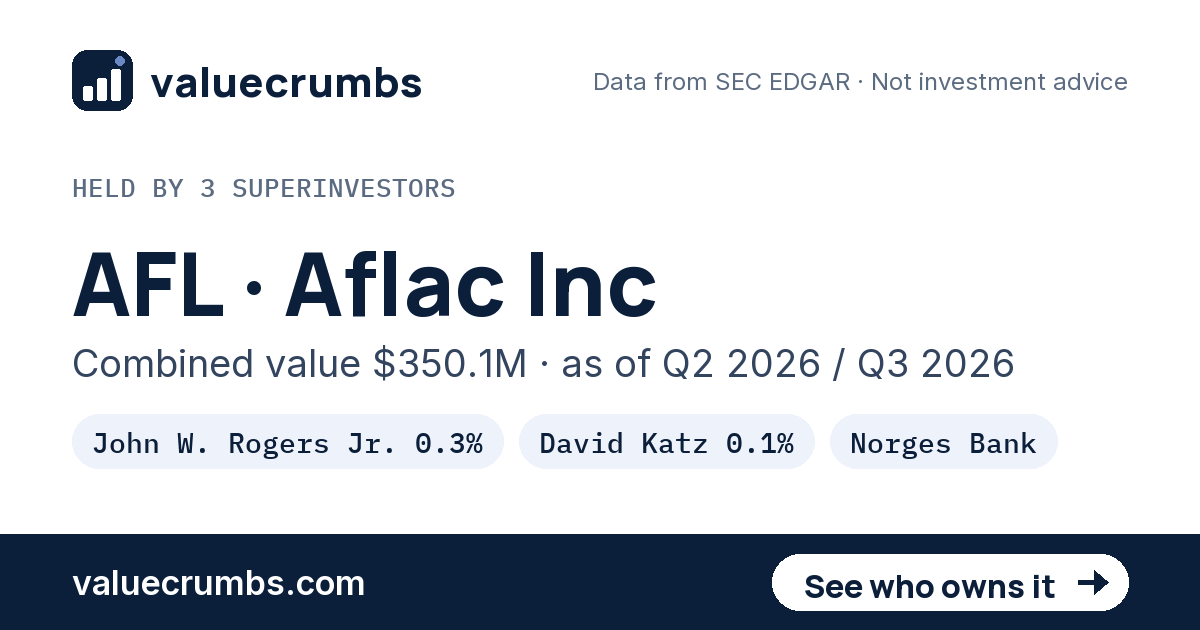 valuecrumbs
Data from SEC EDGAR · Not investment advice
HELD BY 3 SUPERINVESTORS
AFL · Aflac Inc
Combined value $350.1M · as of Q2 2026 / Q3 2026
John W. Rogers Jr. 0.3% David Katz 0.1% Norges Bank
valuecrumbs.com
See who owns it →